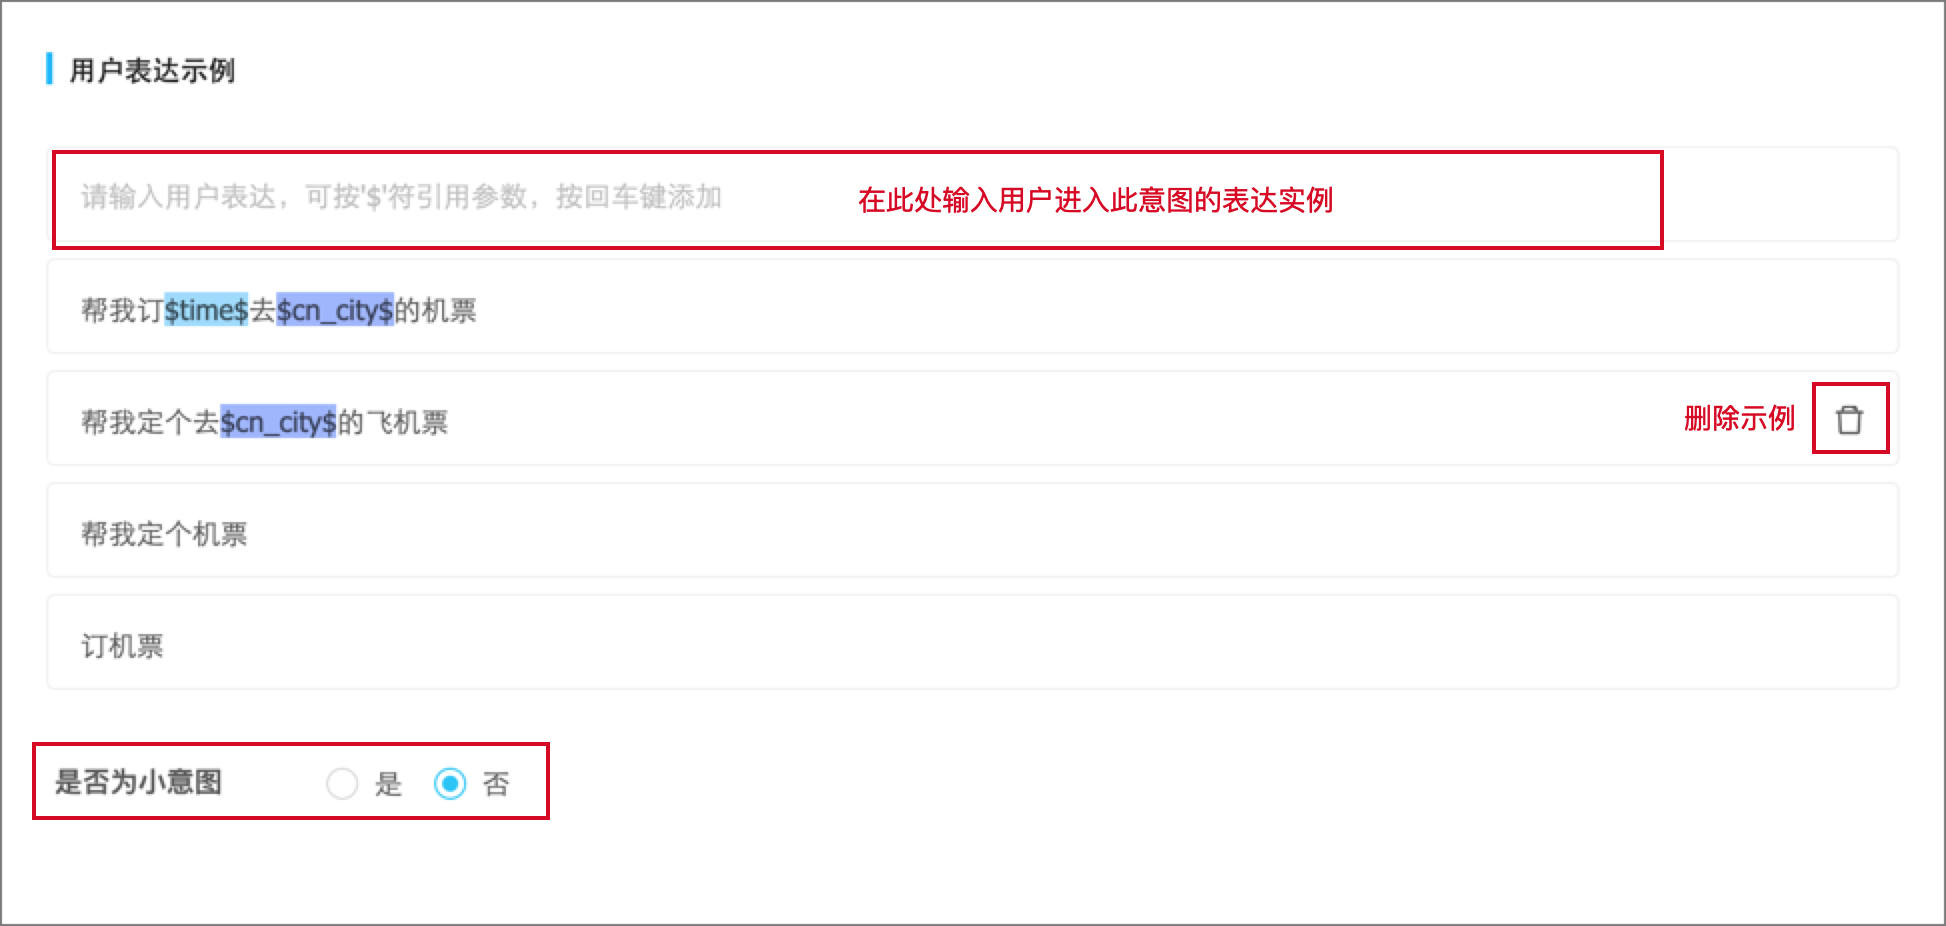 用户表达示例
请输入用户表达，可按'$'符引用参数，按回车键添加
在此处输入用户进入此意图的表达实例
帮我订$time$去$cn_city$的机票
帮我定个去$cn_city$的飞机票
删除示例
帮我定个机票
订机票
是否为小意图 是 否